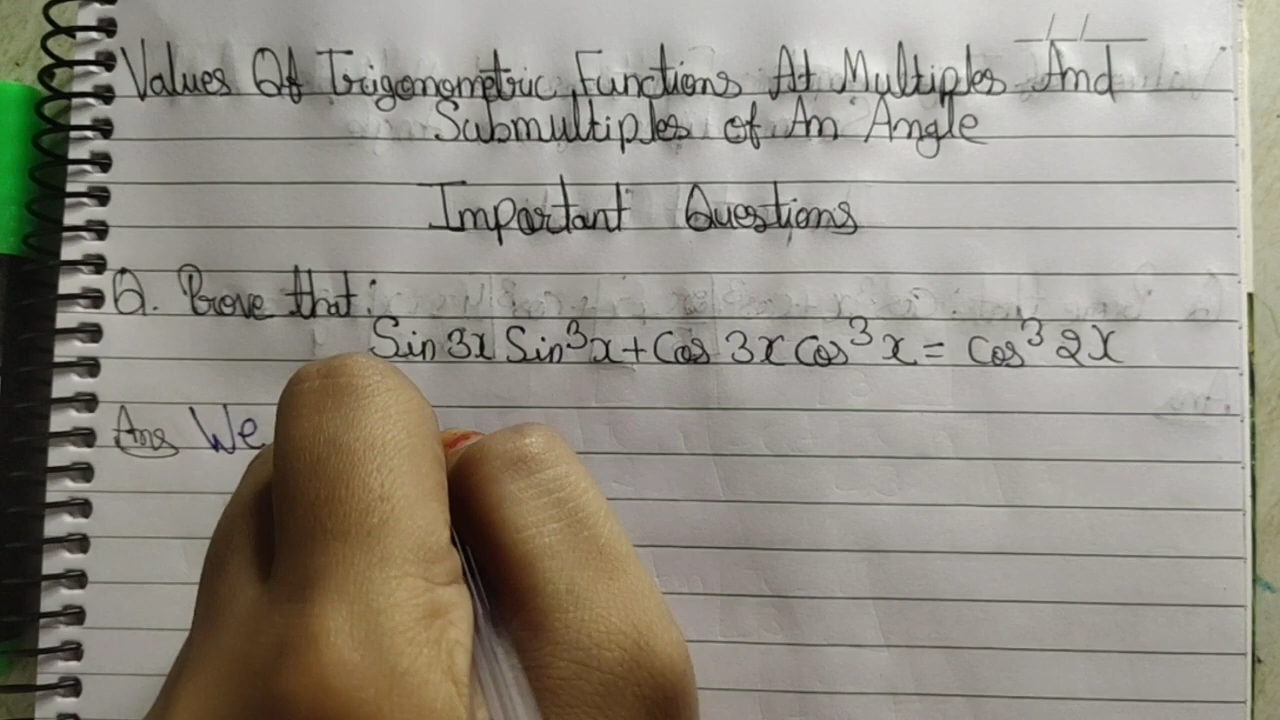 Values Of Trigonometric Functions At Multiples And
Submultiples of An Angle
Important Questions
Q. Prove that:
Sin 3x Sin³x + Cos 3x Cos³x = Cos³ 2x
Ans We